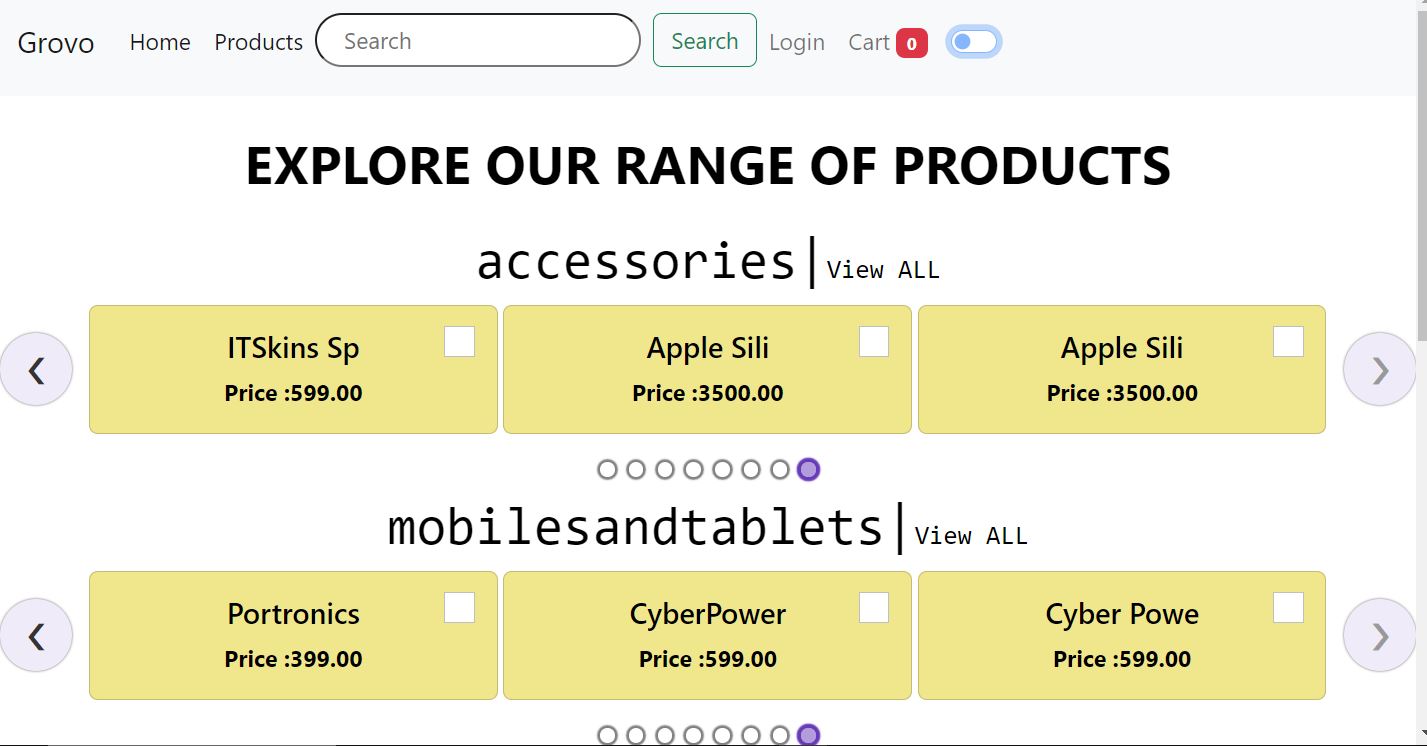 Grovo Home Products Search Search Login Cart 0
EXPLORE OUR RANGE OF PRODUCTS
accessories|View ALL
ITSkins Sp Apple Sili Apple Sili
Price :599.00 Price :3500.00 Price :3500.00
mobilesandtablets|View ALL
Portronics CyberPower Cyber Powe
Price :399.00 Price :599.00 Price :599.00